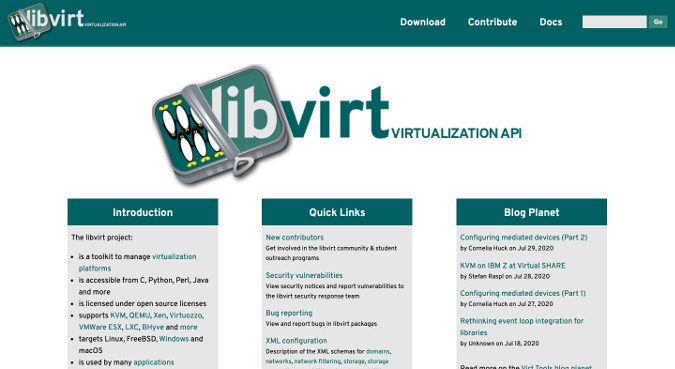 libvirt VIRTUALIZATION API
Download Contribute Docs Go
libvirt VIRTUALIZATION API
Introduction
The libvirt project:
is a toolkit to manage virtualization
platforms
is accessible from C, Python, Perl, Java
and more
is licensed under open source licenses
supports KVM, QEMU, Xen, Virtuozzo,
VMWare ESX, LXC, BHyve and more
targets Linux, FreeBSD, Windows and
macOS
is used by many applications
Quick Links
New contributors
Get involved in the libvirt community & student
outreach programs
Security vulnerabilities
View security notices and report vulnerabilities to
the libvirt security response team
Bug reporting
View and report bugs in libvirt packages
XML configuration
Description of the XML schemas for domains,
networks, network filtering, storage, storage
Blog Planet
Configuring mediated devices (Part 2)
by Cornelia Huck on Jul 29, 2020
KVM on IBM Z at Virtual SHARE
by Stefan Raspl on Jul 28, 2020
Configuring mediated devices (Part 1)
by Cornelia Huck on Jul 27, 2020
Rethinking event loop integration for
libraries
by Unknown on Jul 18, 2020
Read more on the Virt Tools blog planet